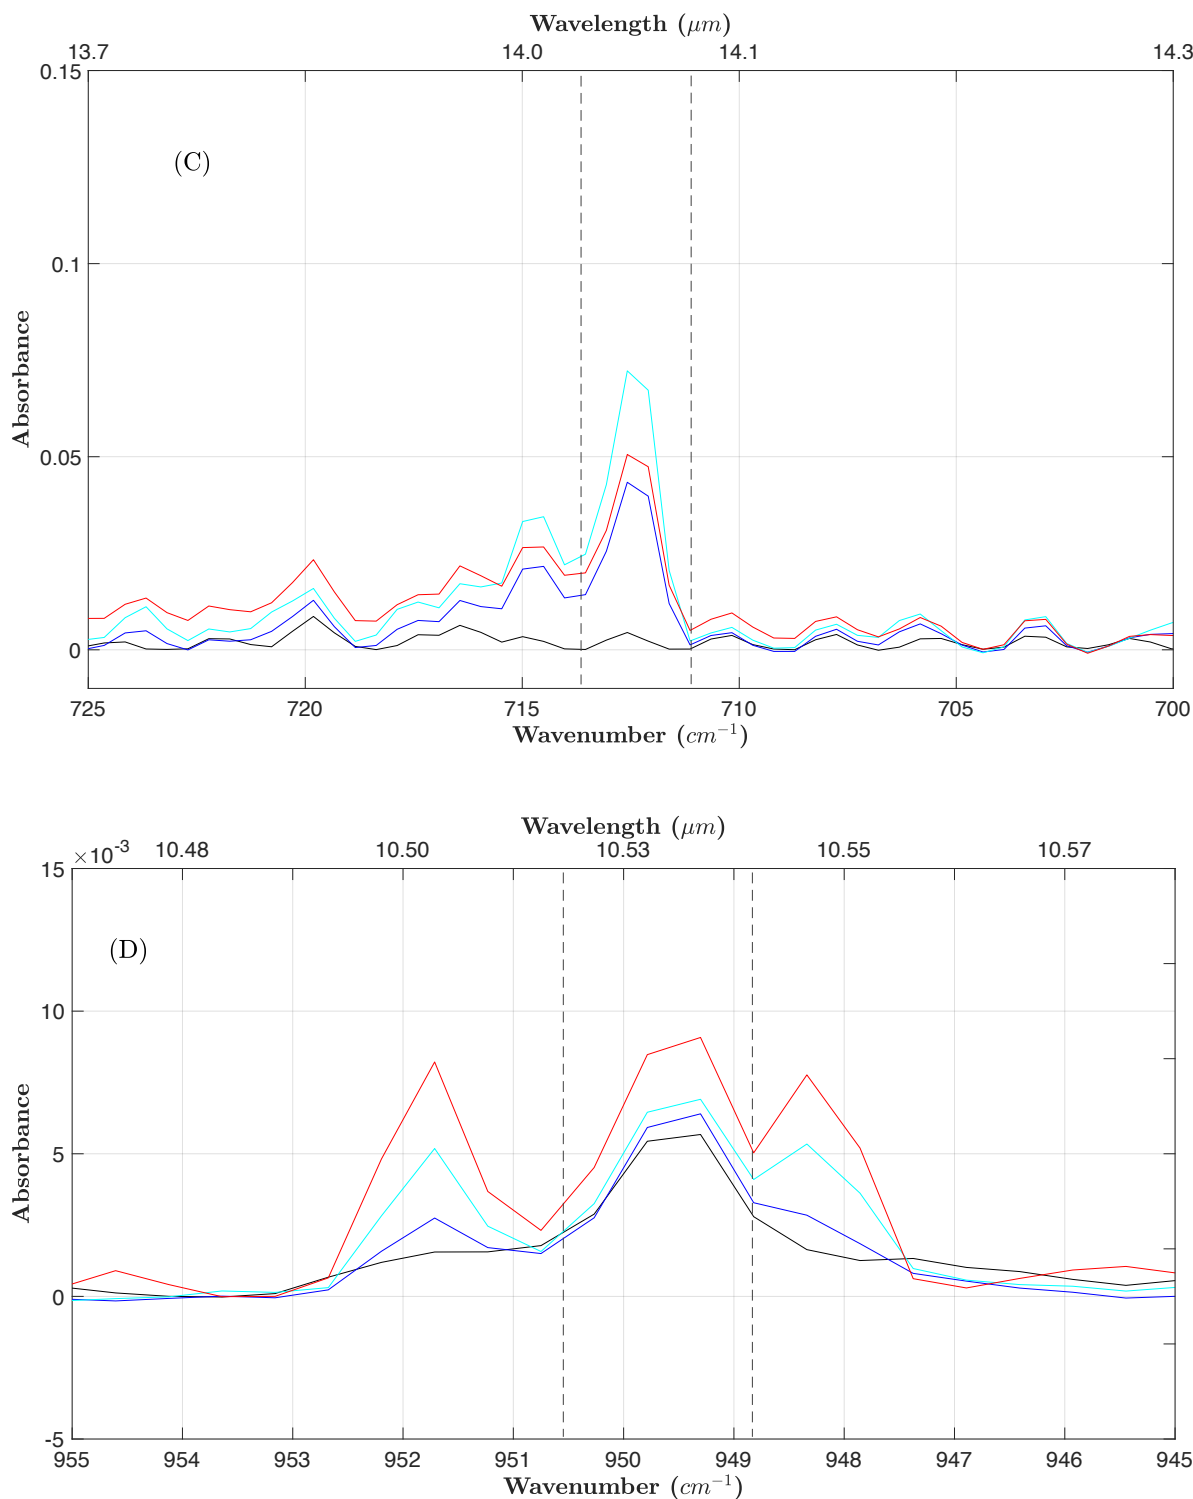 Wavelength (μm)
13.7 14.0 14.1 14.3
0.15
(C)
0.1
Absorbance
0.05
0
725 720 715 710 705 700
Wavenumber (cm⁻¹)
Wavelength (μm)
×10⁻³ 10.48 10.50 10.53 10.55 10.57
15
(D)
10
Absorbance
5
0
-5
955 954 953 952 951 950 949 948 947 946 945
Wavenumber (cm⁻¹)